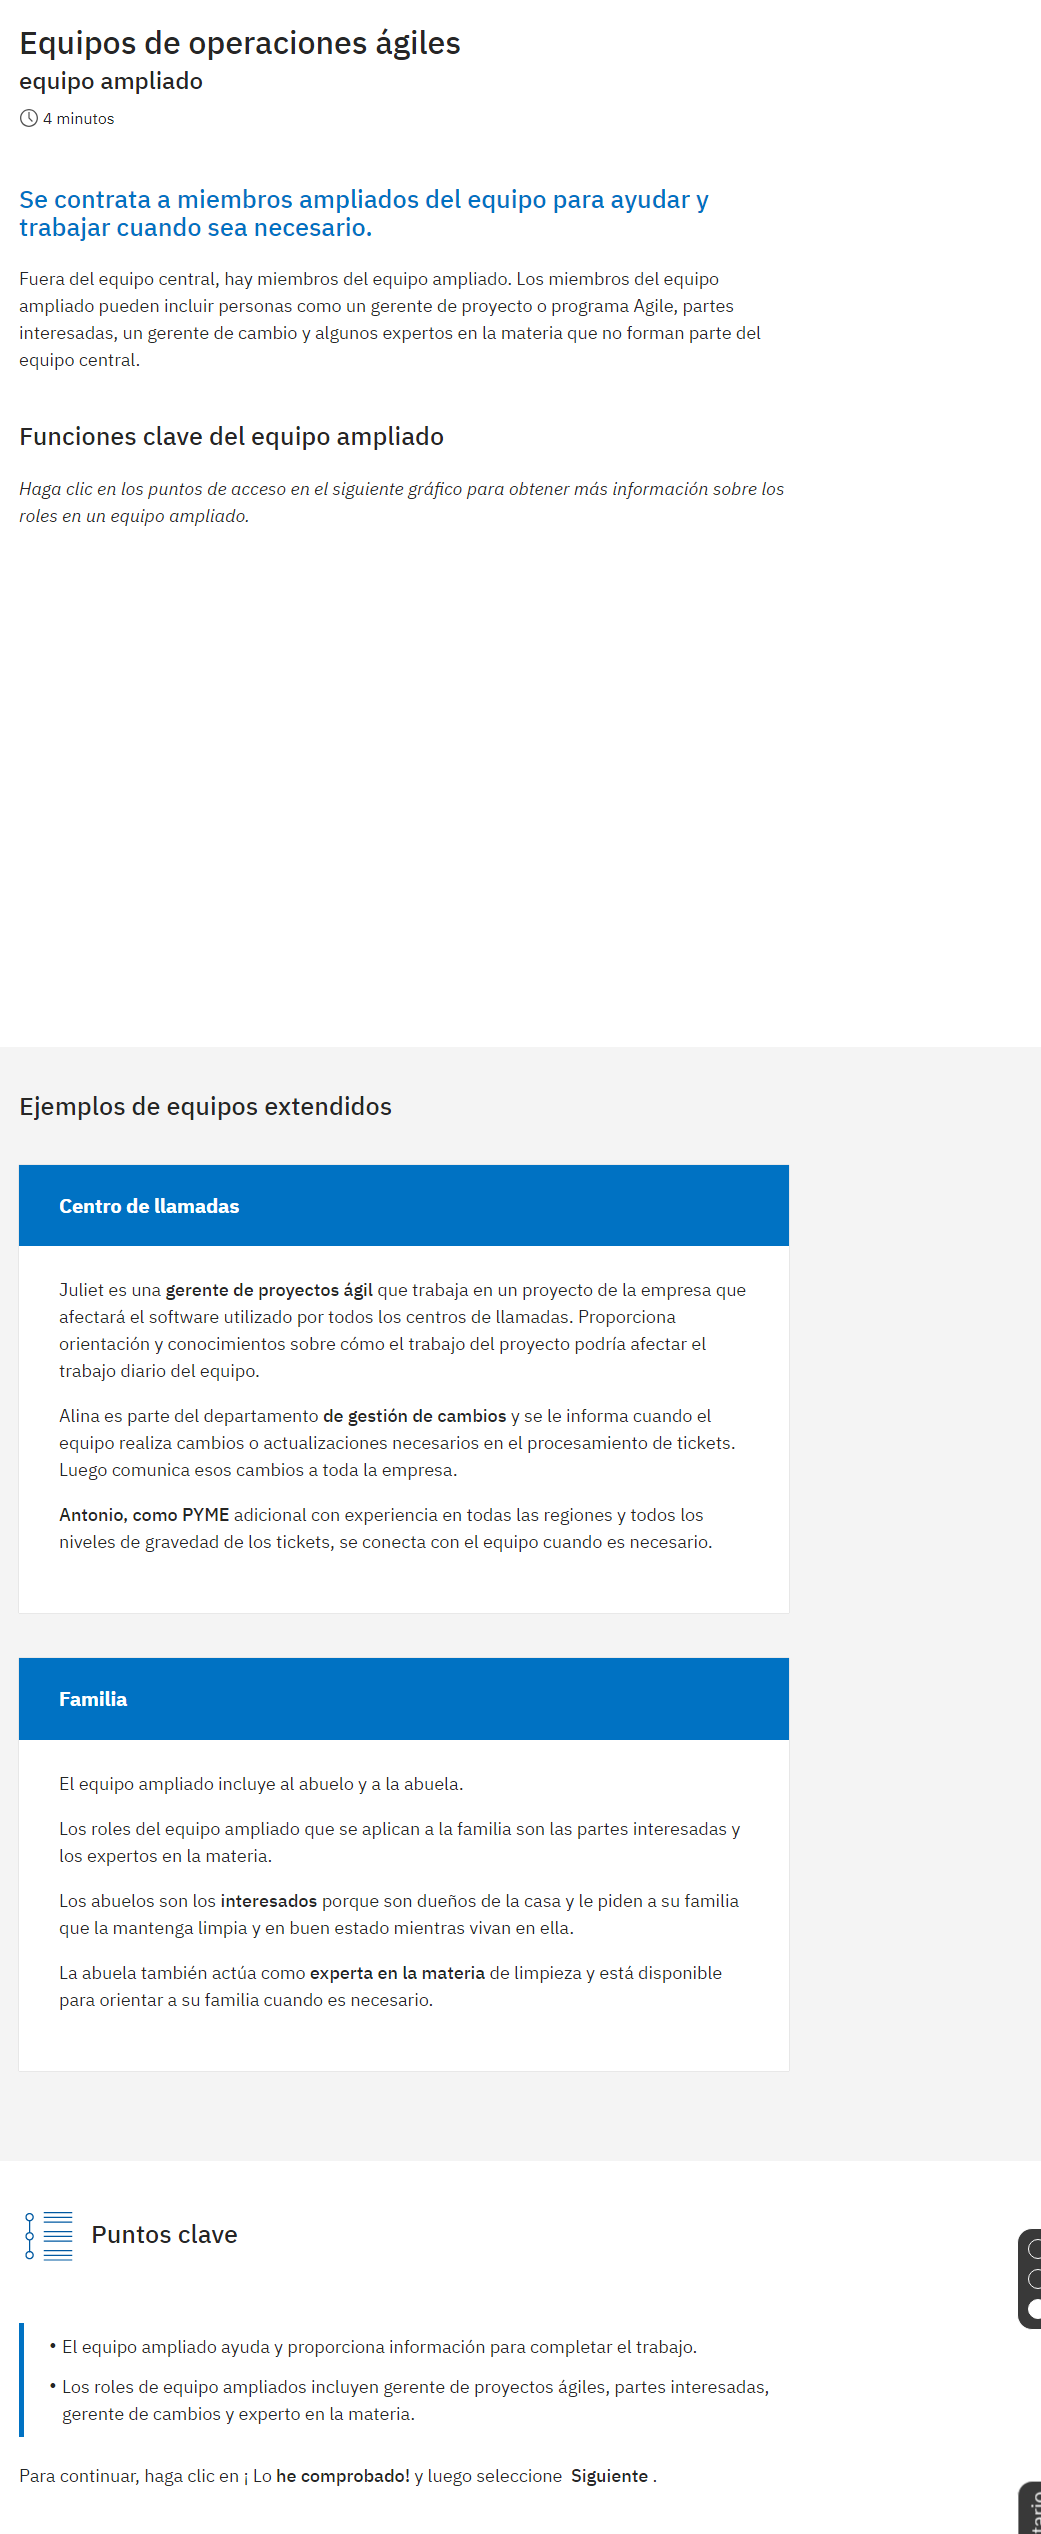 Equipos de operaciones ágiles
equipo ampliado
4 minutos
Se contrata a miembros ampliados del equipo para ayudar y
trabajar cuando sea necesario.
Fuera del equipo central, hay miembros del equipo ampliado. Los miembros del equipo
ampliado pueden incluir personas como un gerente de proyecto o programa Agile, partes
interesadas, un gerente de cambio y algunos expertos en la materia que no forman parte del
equipo central.
Funciones clave del equipo ampliado
Haga clic en los puntos de acceso en el siguiente gráfico para obtener más información sobre los
roles en un equipo ampliado.
Ejemplos de equipos extendidos
Centro de llamadas
Juliet es una gerente de proyectos ágil que trabaja en un proyecto de la empresa que
afectará el software utilizado por todos los centros de llamadas. Proporciona
orientación y conocimientos sobre cómo el trabajo del proyecto podría afectar el
trabajo diario del equipo.
Alina es parte del departamento de gestión de cambios y se le informa cuando el
equipo realiza cambios o actualizaciones necesarios en el procesamiento de tickets.
Luego comunica esos cambios a toda la empresa.
Antonio, como PYME adicional con experiencia en todas las regiones y todos los
niveles de gravedad de los tickets, se conecta con el equipo cuando es necesario.
Familia
El equipo ampliado incluye al abuelo y a la abuela.
Los roles del equipo ampliado que se aplican a la familia son las partes interesadas y
los expertos en la materia.
Los abuelos son los interesados porque son dueños de la casa y le piden a su familia
que la mantenga limpia y en buen estado mientras vivan en ella.
La abuela también actúa como experta en la materia de limpieza y está disponible
para orientar a su familia cuando es necesario.
Puntos clave
• El equipo ampliado ayuda y proporciona información para completar el trabajo.
• Los roles de equipo ampliados incluyen gerente de proyectos ágiles, partes interesadas,
gerente de cambios y experto en la materia.
Para continuar, haga clic en ¡ Lo he comprobado! y luego seleccione Siguiente .